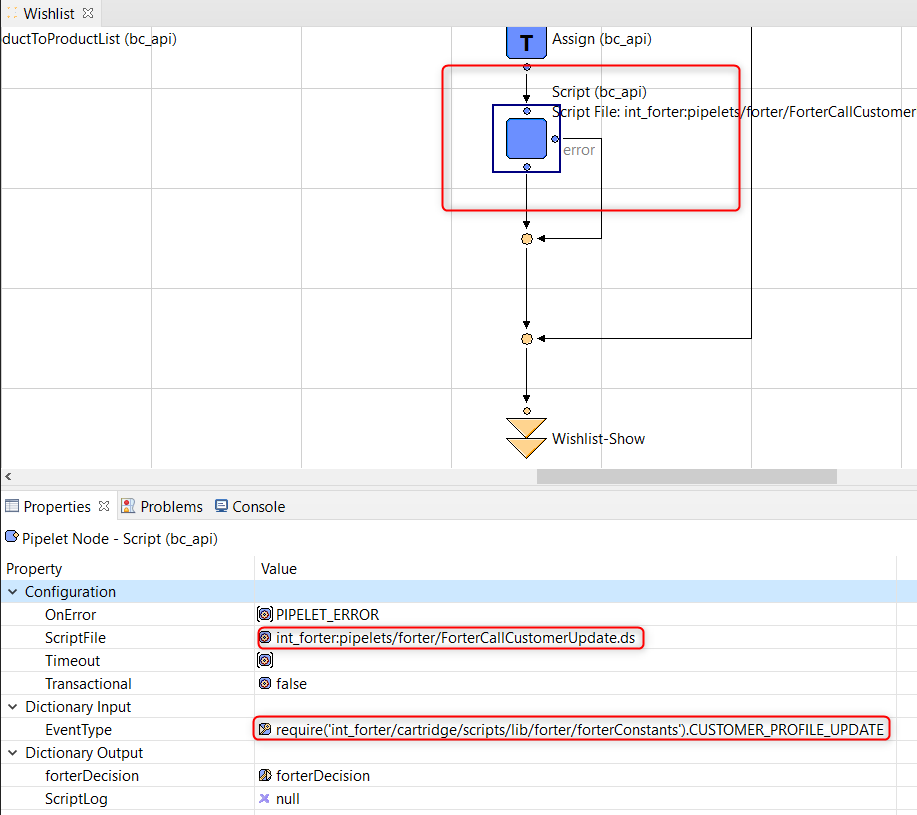 Wishlist
ductToProductList (bc_api)
T
Assign (bc_api)
Script (bc_api)
Script File: int_forter:pipelets/forter/ForterCallCustomer
error
Wishlist-Show
Properties
Problems
Console
Pipelet Node - Script (bc_api)
Property Value
Configuration
OnError PIPELET_ERROR
ScriptFile int_forter:pipelets/forter/ForterCallCustomerUpdate.ds
Timeout
Transactional false
Dictionary Input
EventType require('int_forter/cartridge/scripts/lib/forter/forterConstants').CUSTOMER_PROFILE_UPDATE
Dictionary Output
forterDecision forterDecision
ScriptLog null